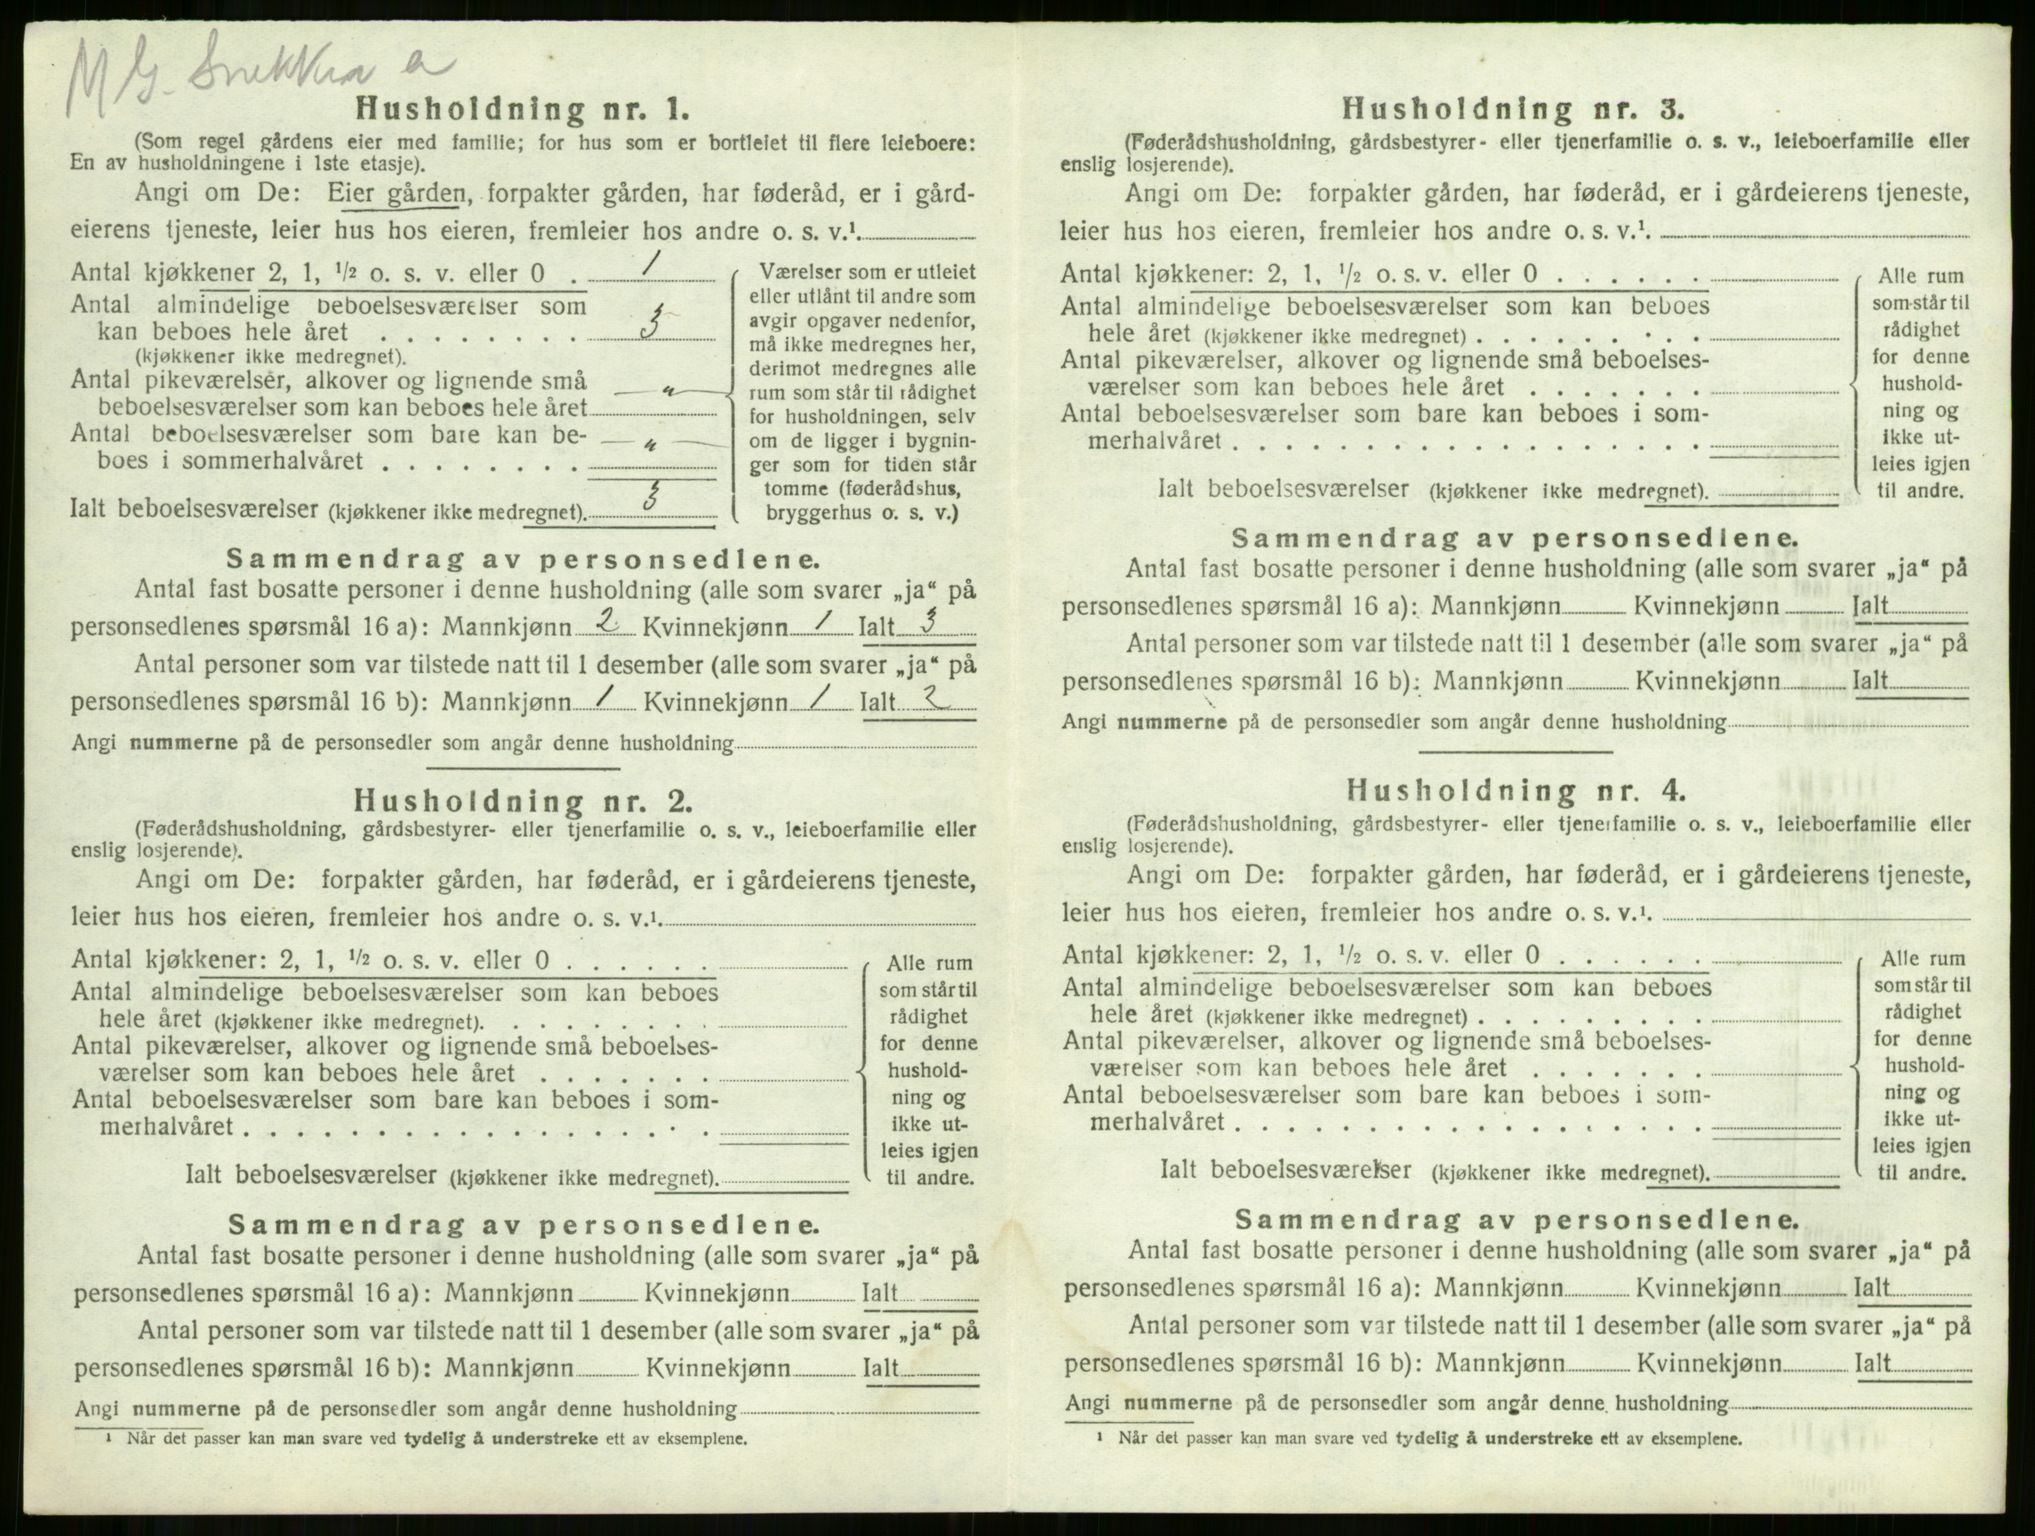 M G. Snekker a
Husholdning nr. 1.
(Som regel gårdens eier med familie; for hus som er bortleiet til flere leieboere:
En av husholdningene i 1ste etasje).
Angi om De: Eier gården, forpakter gården, har føderåd, er i gård-
eierens tjeneste, leier hus hos eieren, fremleier hos andre o. s. v.¹.
Antal kjøkkener 2, 1, ½ o. s. v. eller 0 . 1
Antal almindelige beboelsesværelser som
kan beboes hele året . . . . . . . . 3
(kjøkkener ikke medregnet).
Antal pikeværelser, alkover og lignende små
beboelsesværelser som kan beboes hele året — „ —
Antal beboelsesværelser som bare kan be-
boes i sommerhalvåret . . . . . . . . — „ —
Ialt beboelsesværelser (kjøkkener ikke medregnet). 3
Værelser som er utleiet
eller utlånt til andre som
avgir opgaver nedenfor,
må ikke medregnes her,
derimot medregnes alle
rum som står til rådighet
for husholdningen, selv
om de ligger i bygnin-
ger som for tiden står
tomme (føderådshus,
bryggerhus o. s. v.)
Sammendrag av personsedlene.
Antal fast bosatte personer i denne husholdning (alle som svarer „ja“ på
personsedlenes spørsmål 16 a): Mannkjønn 2 Kvinnekjønn 1 Ialt 3
Antal personer som var tilstede natt til 1 desember (alle som svarer „ja“ på
personsedlenes spørsmål 16 b): Mannkjønn 1 Kvinnekjønn 1 Ialt 2
Angi nummerne på de personsedler som angår denne husholdning
Husholdning nr. 2.
(Føderådshusholdning, gårdsbestyrer- eller tjenerfamilie o. s. v., leieboerfamilie eller
enslig losjerende).
Angi om De: forpakter gården, har føderåd, er i gårdeierens tjeneste,
leier hus hos eieren, fremleier hos andre o. s. v.¹.
Antal kjøkkener: 2, 1, ½ o. s. v. eller 0 . . . . . .
Antal almindelige beboelsesværelser som kan beboes
hele året (kjøkkener ikke medregnet). . . . . . . . .
Antal pikeværelser, alkover og lignende små beboelses-
værelser som kan beboes hele året . . . . . . .
Antal beboelsesværelser som bare kan beboes i som-
merhalvåret . . . . . . . . . . . . . . . . . .
Ialt beboelsesværelser (kjøkkener ikke medregnet).
Alle rum
som står til
rådighet
for denne
hushold-
ning og
ikke ut-
leies igjen
til andre.
Sammendrag av personsedlene.
Antal fast bosatte personer i denne husholdning (alle som svarer „ja“ på
personsedlenes spørsmål 16 a): Mannkjønn Kvinnekjønn Ialt
Antal personer som var tilstede natt til 1 desember (alle som svarer „ja“ på
personsedlenes spørsmål 16 b): Mannkjønn Kvinnekjønn Ialt
Angi nummerne på de personsedler som angår denne husholdning
¹ Når det passer kan man svare ved tydelig å understreke ett av eksemplene.
Husholdning nr. 3.
(Føderådshusholdning, gårdsbestyrer- eller tjenerfamilie o. s. v., leieboerfamilie eller
enslig losjerende).
Angi om De: forpakter gården, har føderåd, er i gårdeierens tjeneste,
leier hus hos eieren, fremleier hos andre o. s. v.¹.
Antal kjøkkener: 2, 1, ½ o. s. v. eller 0 . . . . . .
Antal almindelige beboelsesværelser som kan beboes
hele året (kjøkkener ikke medregnet) . . . . . . . . .
Antal pikeværelser, alkover og lignende små beboelses-
værelser som kan beboes hele året . . . . . . .
Antal beboelsesværelser som bare kan beboes i som-
merhalvåret . . . . . . . . . . . . . . . . . .
Ialt beboelsesværelser (kjøkkener ikke medregnet).
Alle rum
som står til
rådighet
for denne
hushold-
ning og
ikke ut-
leies igjen
til andre.
Sammendrag av personsedlene.
Antal fast bosatte personer i denne husholdning (alle som svarer „ja“ på
personsedlenes spørsmål 16 a): Mannkjønn Kvinnekjønn Ialt
Antal personer som var tilstede natt til 1 desember (alle som svarer „ja“ på
personsedlenes spørsmål 16 b): Mannkjønn Kvinnekjønn Ialt
Angi nummerne på de personsedler som angår denne husholdning
Husholdning nr. 4.
(Føderådshusholdning, gårdsbestyrer- eller tjenerfamilie o. s. v., leieboerfamilie eller
enslig losjerende).
Angi om De: forpakter gården, har føderåd, er i gårdeierens tjeneste,
leier hus hos eieren, fremleier hos andre o. s. v.¹.
Antal kjøkkener: 2, 1, ½ o. s. v. eller 0 . . . . . .
Antal almindelige beboelsesværelser som kan beboes
hele året (kjøkkener ikke medregnet) . . . . . . . . .
Antal pikeværelser, alkover og lignende små beboelses-
værelser som kan beboes hele året . . . . . . .
Antal beboelsesværelser som bare kan beboes i som-
merhalvåret . . . . . . . . . . . . . . . . . .
Ialt beboelsesværelser (kjøkkener ikke medregnet).
Alle rum
som står til
rådighet
for denne
hushold-
ning og
ikke ut-
leies igjen
til andre.
Sammendrag av personsedlene.
Antal fast bosatte personer i denne husholdning (alle som svarer „ja“ på
personsedlenes spørsmål 16 a): Mannkjønn Kvinnekjønn Ialt
Antal personer som var tilstede natt til 1 desember (alle som svarer „ja“ på
personsedlenes spørsmål 16 b): Mannkjønn Kvinnekjønn Ialt
Angi nummerne på de personsedler som angår denne husholdning
¹ Når det passer kan man svare ved tydelig å understreke ett av eksemplene.